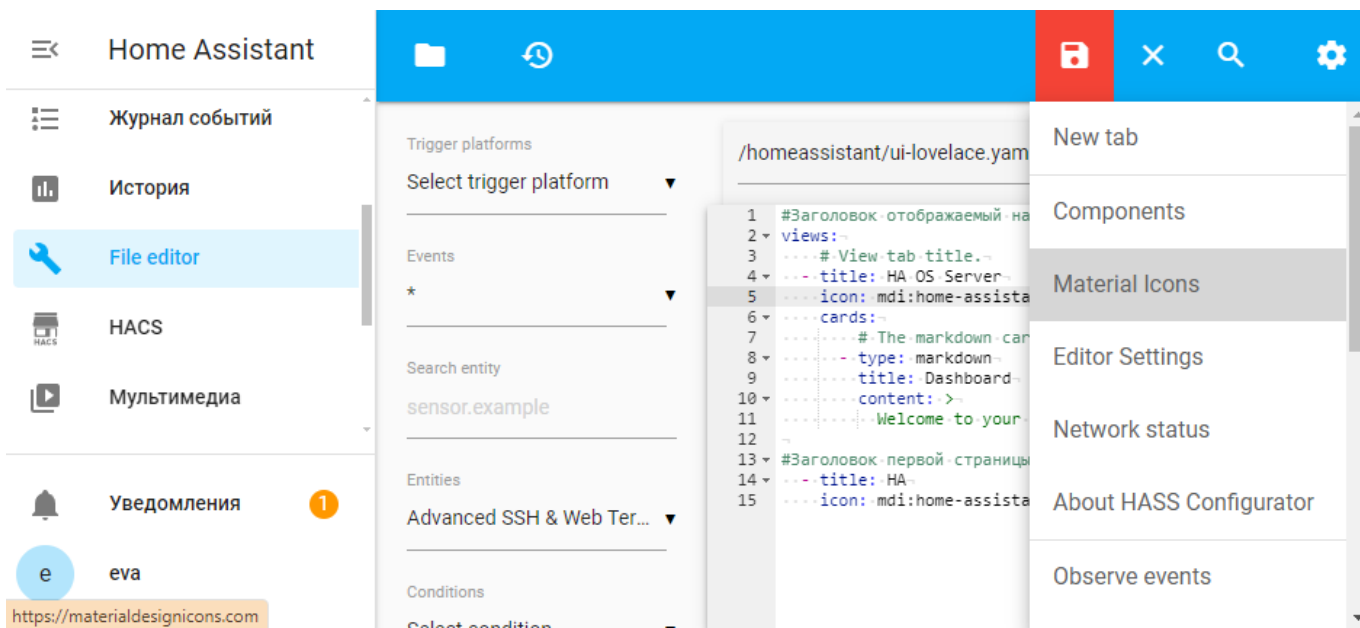 Home Assistant
Журнал событий
История
File editor
HACS
HACS
Мультимедиа
Уведомления
1
e
eva
https://materialdesignicons.com
Trigger platforms
Select trigger platform
Events
*
Search entity
sensor.example
Entities
Advanced SSH & Web Ter...
Conditions
Select condition
/homeassistant/ui-lovelace.yam
1 #Заголовок отображаемый на
2 views:
3 # View tab title.
4 - title: HA OS Server
5 icon: mdi:home-assista
6 cards:
7 # The markdown car
8 - type: markdown
9 title: Dashboard
10 content: >
11 Welcome to your
12
13 #Заголовок первой страницы
14 - title: HA
15 icon: mdi:home-assista
New tab
Components
Material Icons
Editor Settings
Network status
About HASS Configurator
Observe events